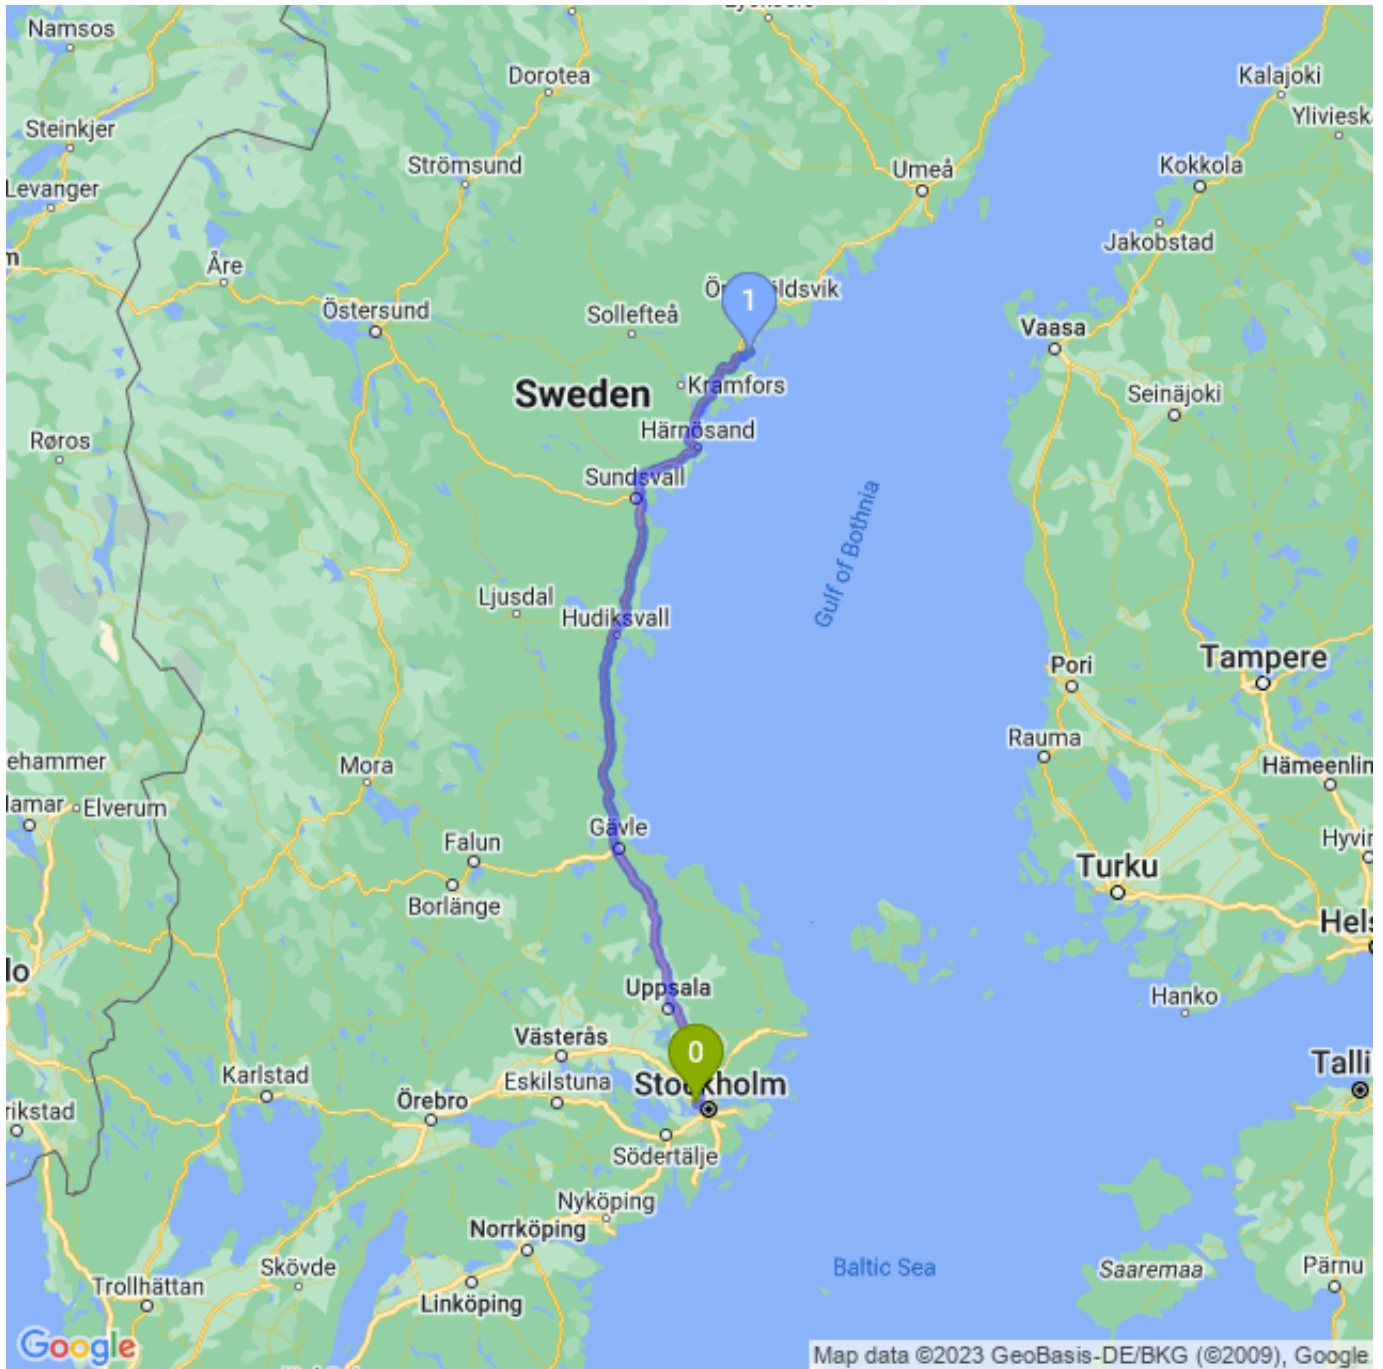 Namsos
Dorotea
Kalajoki
Steinkjer
Strömsund
Umeå
Kokkola
Levanger
Jakobstad
Åre
Östersund
Sollefteå
1
Vaasa
Sweden
Kramfors
Seinäjoki
Røros
Härnösand
Sundsvall
Gulf of Bothnia
Ljusdal
Hudiksvall
Pori
Tampere
Rauma
Mora
ehammer
Hämeenlin
Elverum
Gävle
Falun
Turku
Borlänge
Uppsala
Hanko
Västerås
0
Stockholm
Karlstad
Eskilstuna
Örebro
Talli
rikstad
Södertälje
Nyköping
Norrköping
Baltic Sea
Saaremaa
Pärnu
Skövde
Trollhättan
Linköping
Google
Map data ©2023 GeoBasis-DE/BKG (©2009), Google